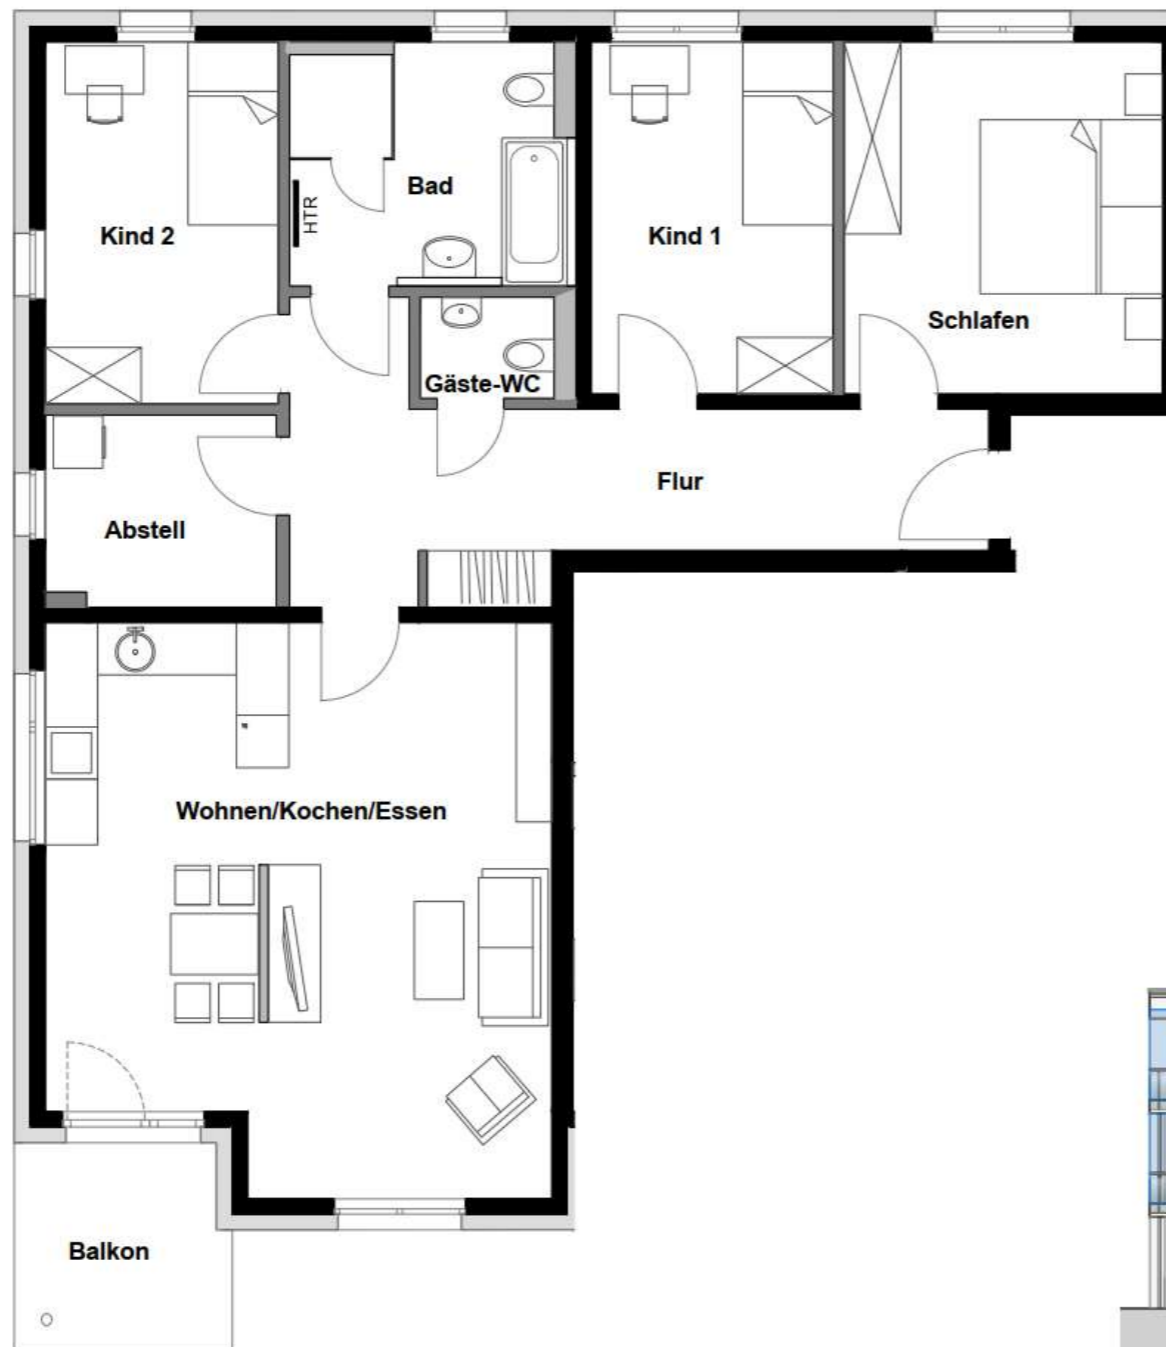 Bad
HTR
Kind 2
Kind 1
Schlafen
Gäste-WC
Flur
Abstell
Wohnen/Kochen/Essen
Balkon